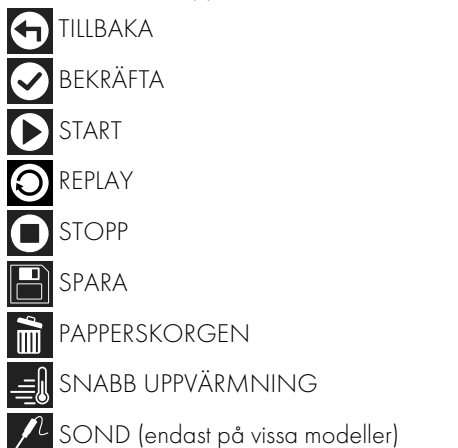 TILLBAKA
BEKRÄFTA
START
REPLAY
STOPP
SPARA
PAPPERSKORGEN
SNABB UPPVÄRMNING
SOND (endast på vissa modeller)